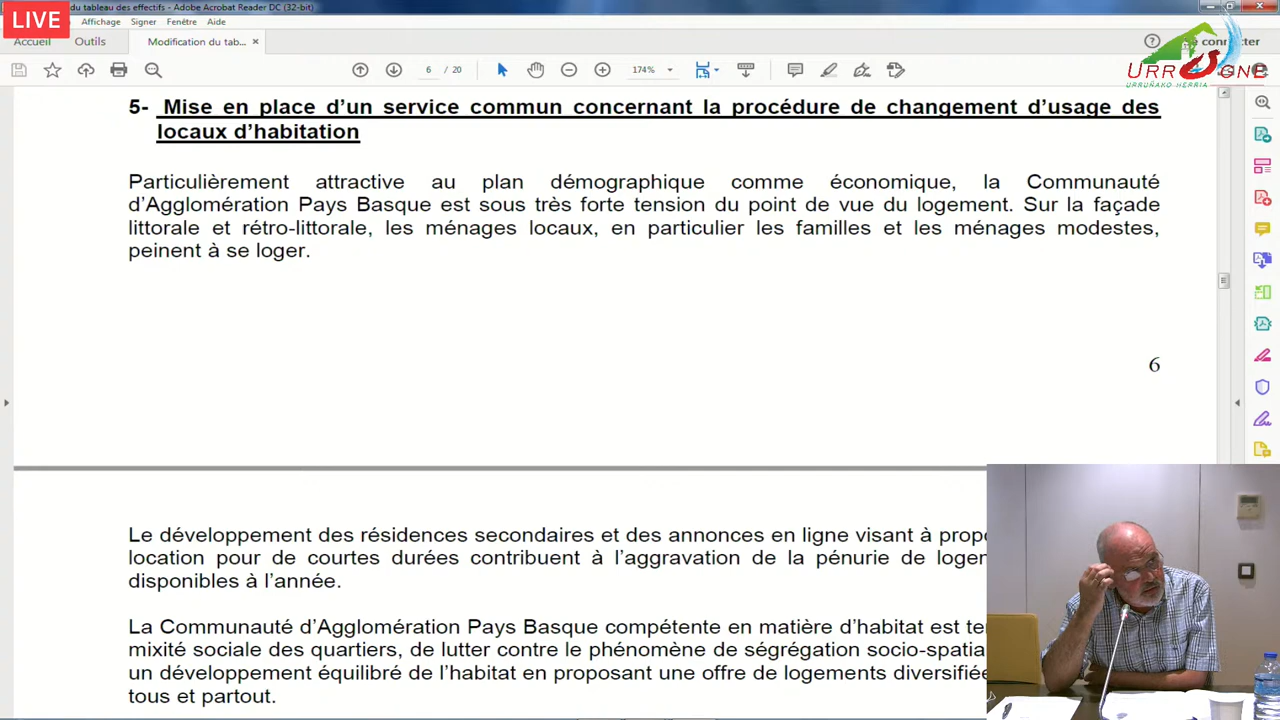 LIVE
du tableau des effectifs - Adobe Acrobat Reader DC (32-bit)
Affichage Signer Fenêtre Aide
Accueil Outils Modification du tab... ×
6 / 20 174%
URRUGNE
URRUÑAKO HERRIA
5- Mise en place d'un service commun concernant la procédure de changement d'usage des
locaux d'habitation
Particulièrement attractive au plan démographique comme économique, la Communauté
d'Agglomération Pays Basque est sous très forte tension du point de vue du logement. Sur la façade
littorale et rétro-littorale, les ménages locaux, en particulier les familles et les ménages modestes,
peinent à se loger.
6
Le développement des résidences secondaires et des annonces en ligne visant à propo
location pour de courtes durées contribuent à l'aggravation de la pénurie de logem
disponibles à l'année.
La Communauté d'Agglomération Pays Basque compétente en matière d'habitat est te
mixité sociale des quartiers, de lutter contre le phénomène de ségrégation socio-spatia
un développement équilibré de l'habitat en proposant une offre de logements diversifiée
tous et partout.